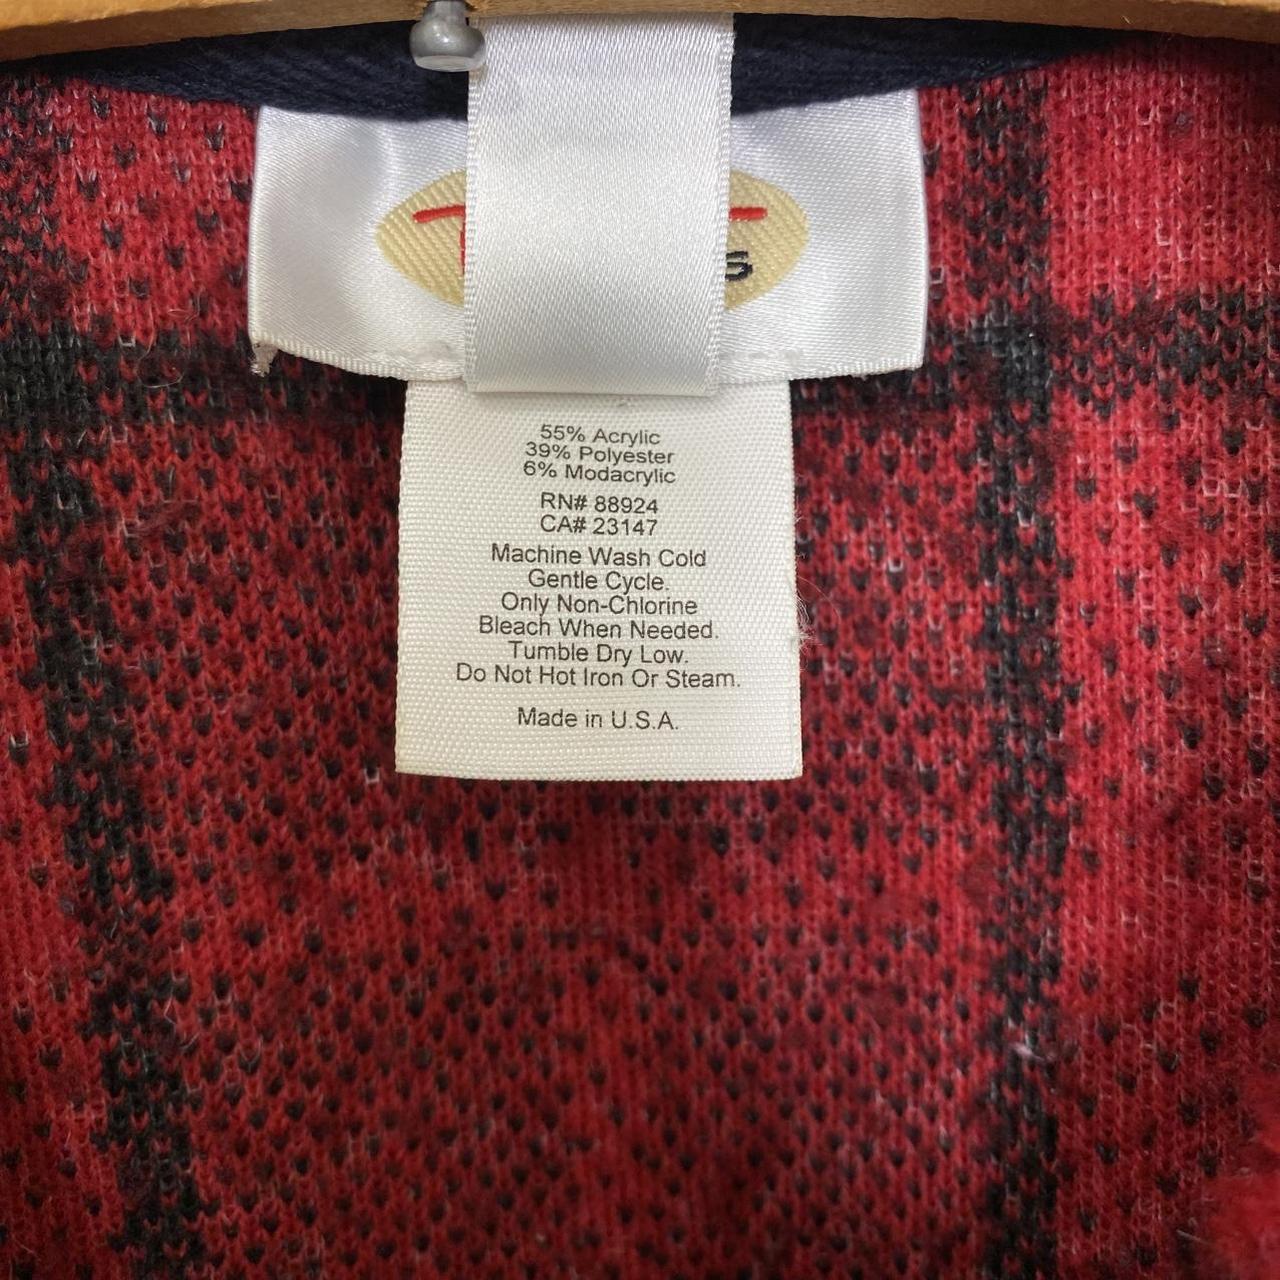 55% Acrylic
39% Polyester
6% Modacrylic
RN# 88924
CA# 23147
Machine Wash Cold
Gentle Cycle.
Only Non-Chlorine
Bleach When Needed.
Tumble Dry Low.
Do Not Hot Iron Or Steam.
Made in U.S.A.